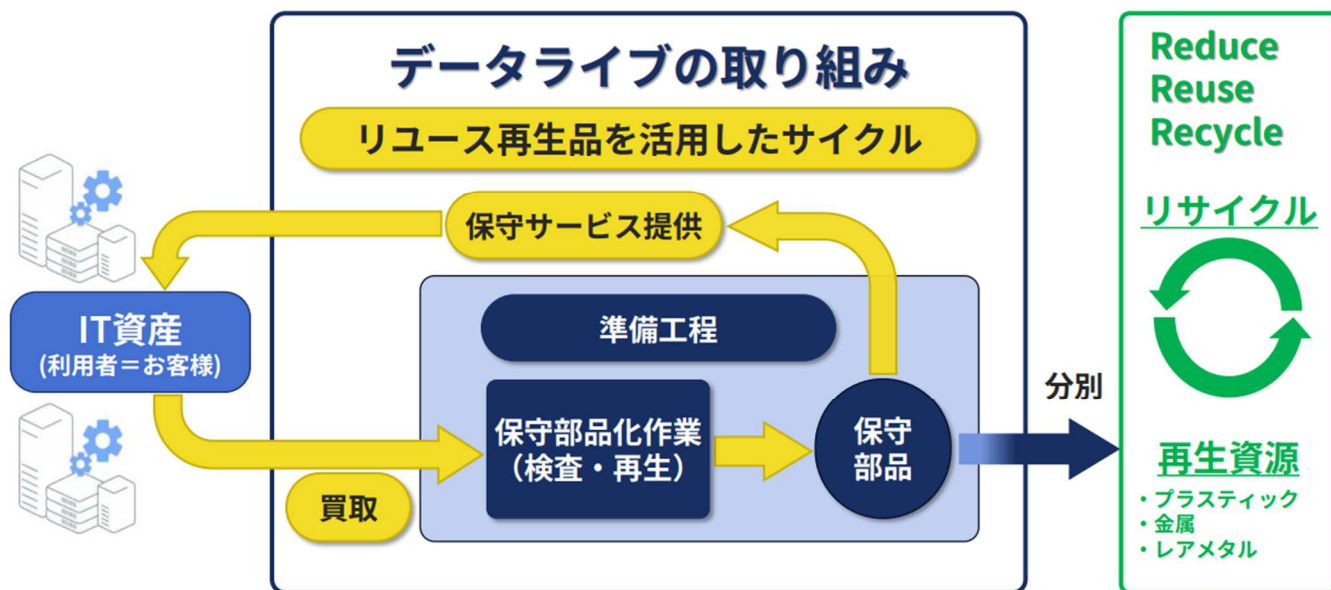 データライブの取り組み
リユース再生品を活用したサイクル
保守サービス提供
IT資産
(利用者＝お客様)
準備工程
保守部品化作業
（検査・再生）
保守
部品
買取
分別
Reduce
Reuse
Recycle
リサイクル
再生資源
・プラスティック
・金属
・レアメタル